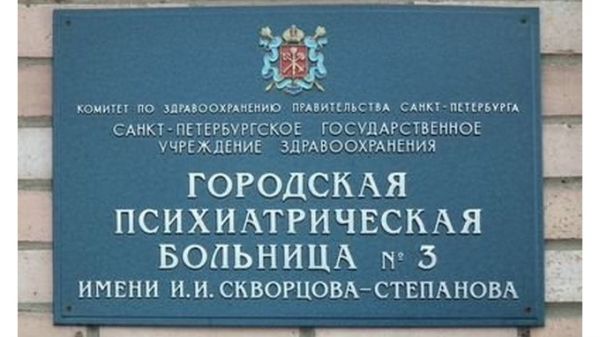 КОМИТЕТ ПО ЗДРАВООХРАНЕНИЮ ПРАВИТЕЛЬСТВА САНКТ-ПЕТЕРБУРГА
САНКТ-ПЕТЕРБУРГСКОЕ ГОСУДАРСТВЕННОЕ
УЧРЕЖДЕНИЕ ЗДРАВООХРАНЕНИЯ
ГОРОДСКАЯ
ПСИХИАТРИЧЕСКАЯ
БОЛЬНИЦА № 3
ИМЕНИ И.И. СКВОРЦОВА-СТЕПАНОВА